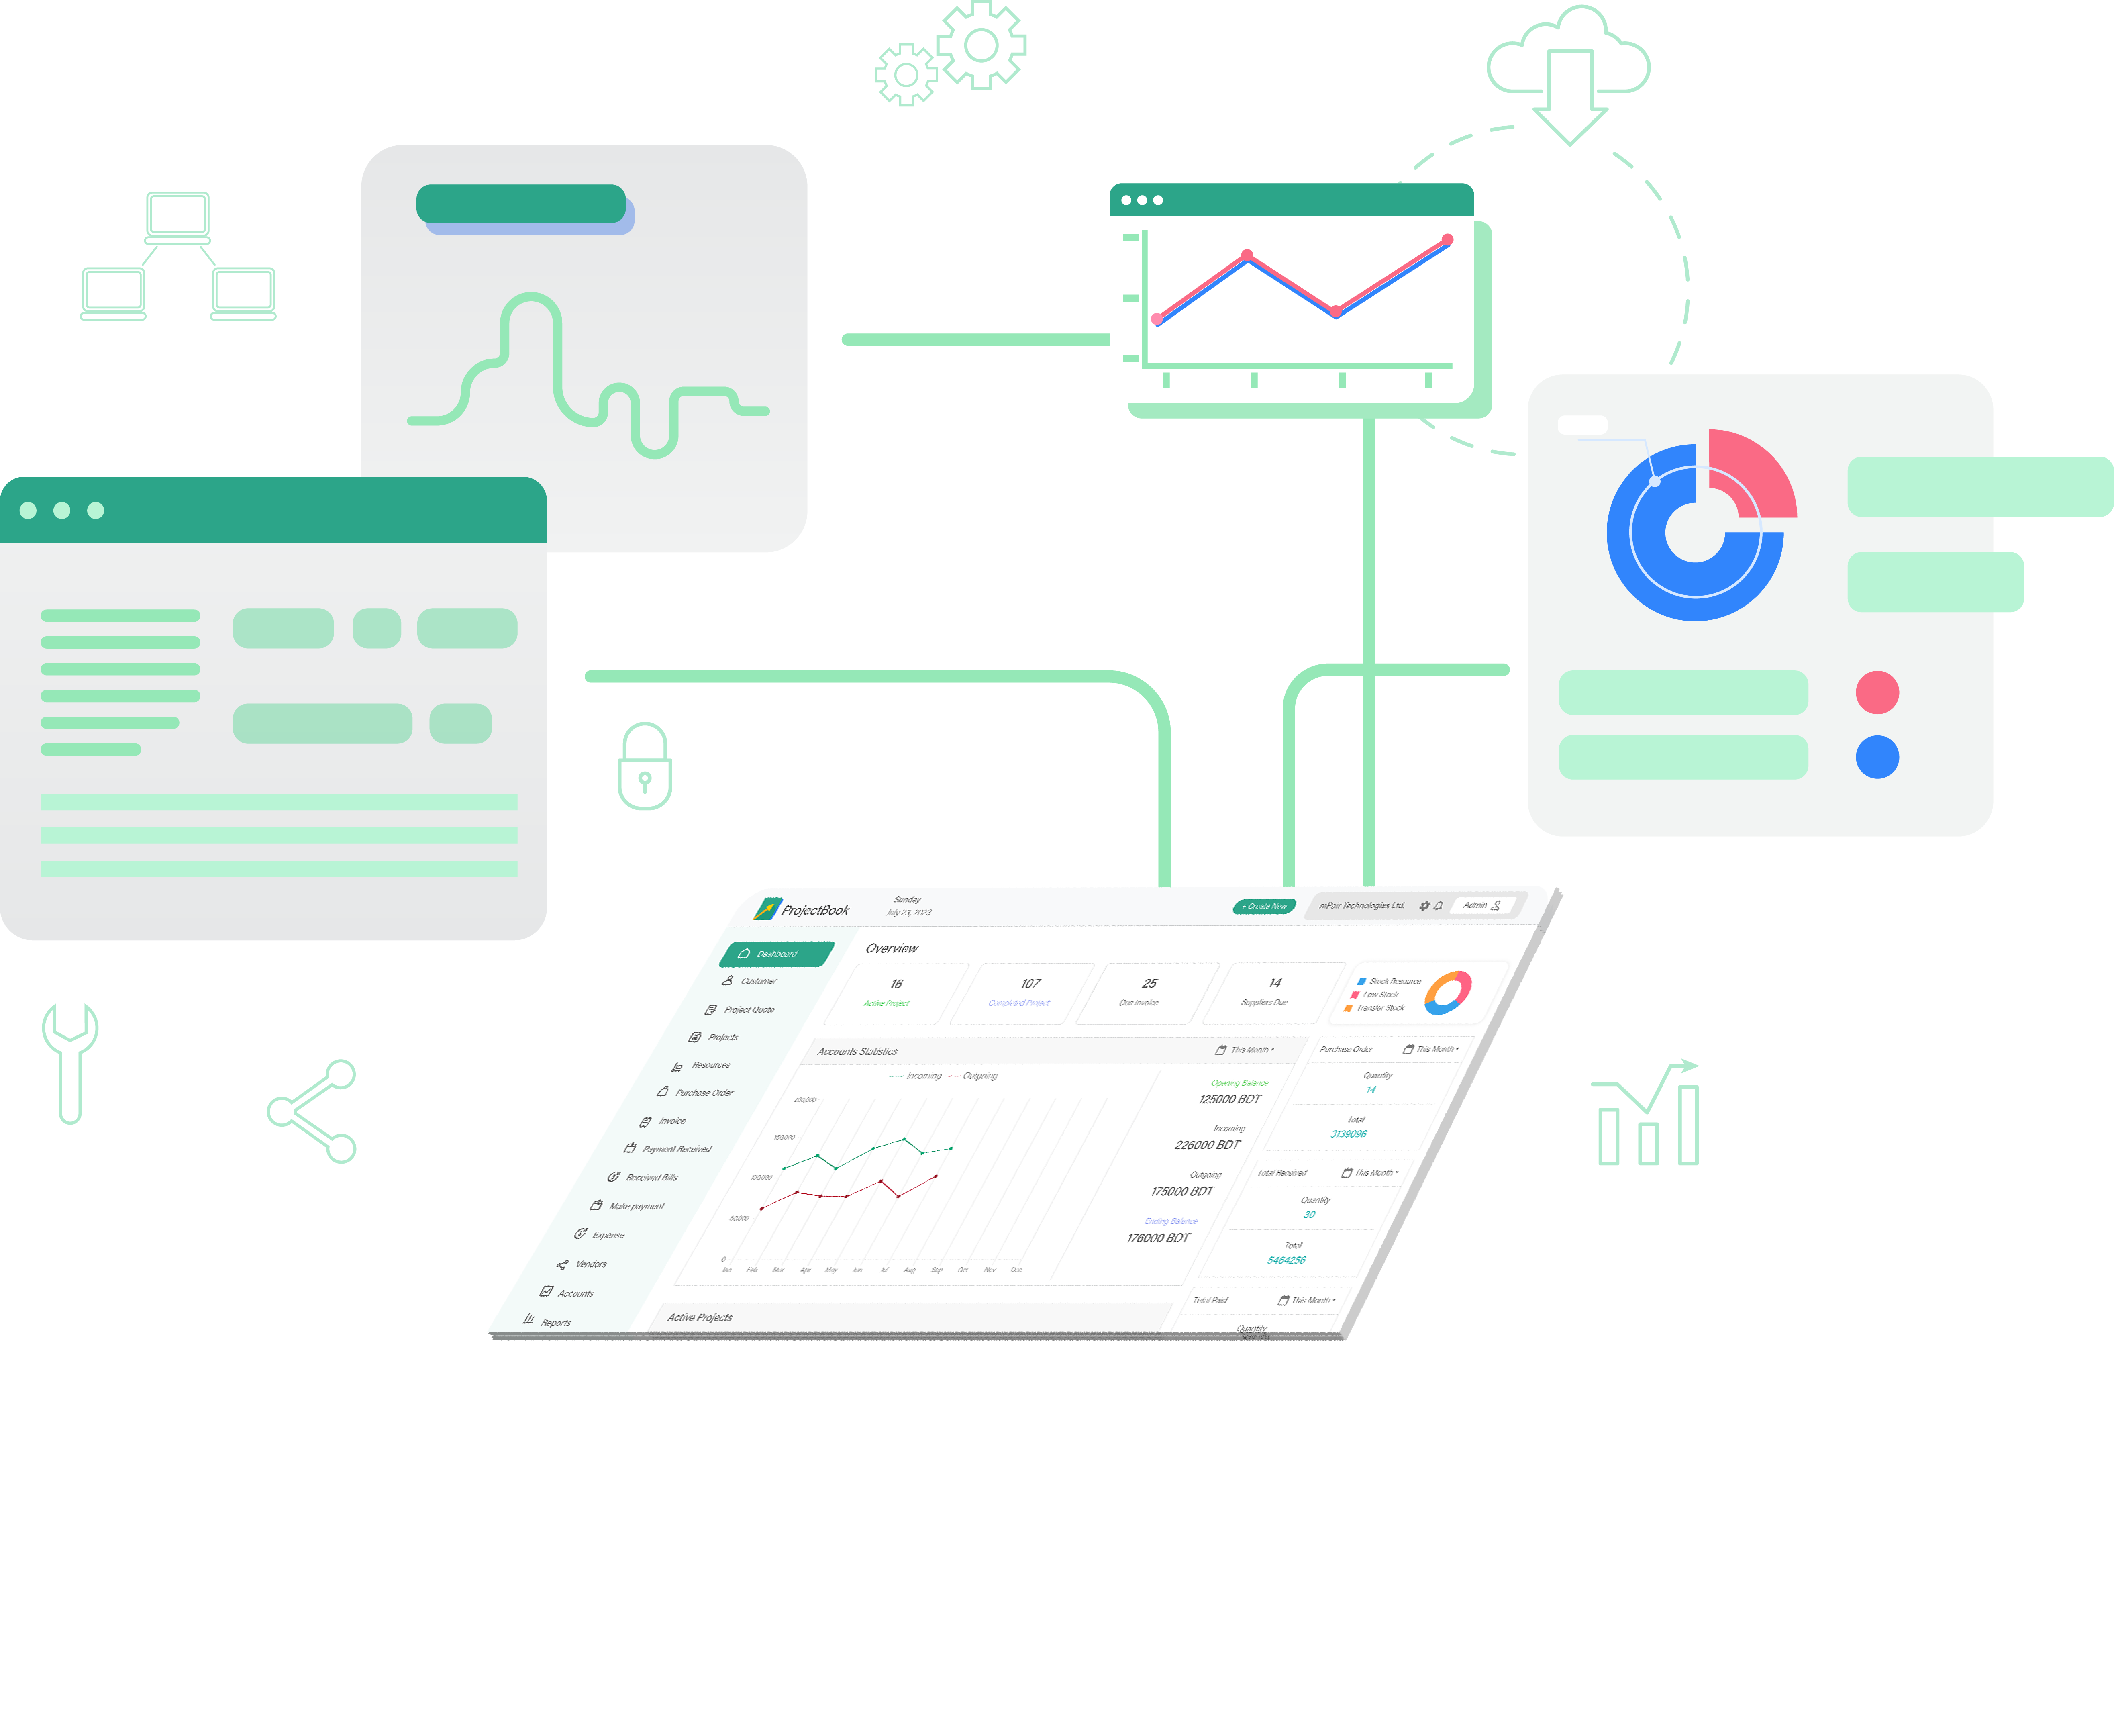 ProjectBook
Sunday
July 23, 2023
+ Create New
mPair Technologies Ltd.
Admin
Dashboard
Customer
Project Quote
Projects
Resources
Purchase Order
Invoice
Payment Received
Received Bills
Make payment
Expense
Vendors
Accounts
Reports
Overview
16
Active Project
107
Completed Project
25
Due Invoice
14
Suppliers Due
Stock Resource
Low Stock
Transfer Stock
Accounts Statistics
This Month
Incoming Outgoing
200,000
150,000
100,000
50,000
0
Jan Feb Mar Apr May Jun Jul Aug Sep Oct Nov Dec
Opening Balance
125000 BDT
Incoming
226000 BDT
Outgoing
175000 BDT
Ending Balance
176000 BDT
Purchase Order This Month
Quantity
14
Total
3139096
Total Received This Month
Quantity
30
Total
5464256
Total Paid This Month
Quantity
Active Projects